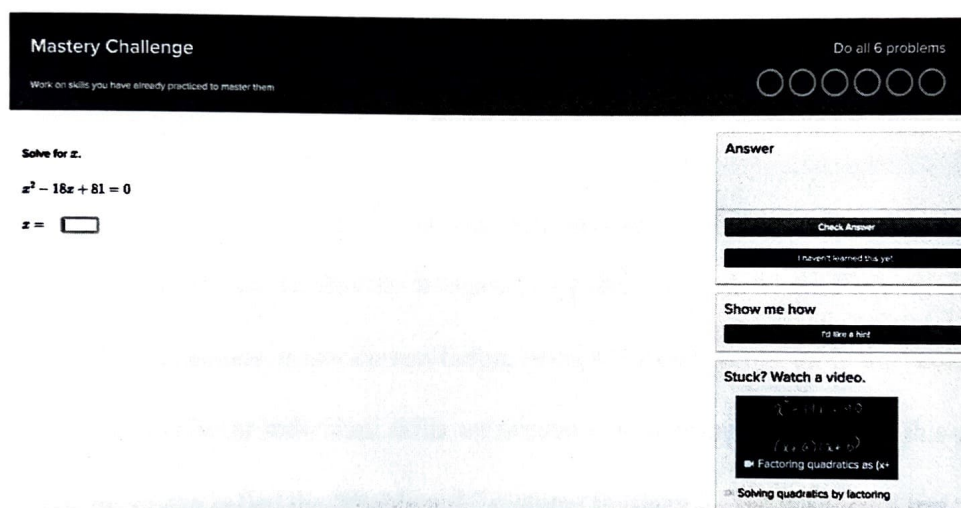 Mastery Challenge
Do all 6 problems
Work on skills you have already practiced to master them
Solve for x.
x² − 18x + 81 = 0
x =
Answer
Check Answer
I haven't learned this yet
Show me how
I'd like a hint
Stuck? Watch a video.
Factoring quadratics as (x+
Solving quadratics by factoring